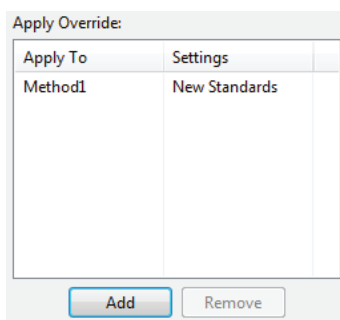 Apply Override:
Apply To Settings
Method1 New Standards
Add Remove